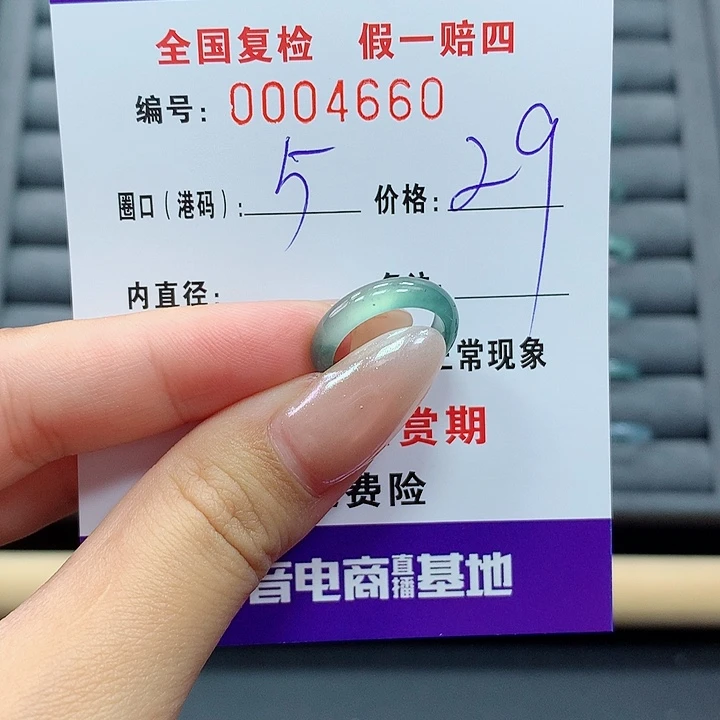 全国复检 假一赔四
编号: 0004660
圈口(港码): 5 价格: 29
内直径:
常现象
赏期
费险
音电商直播基地